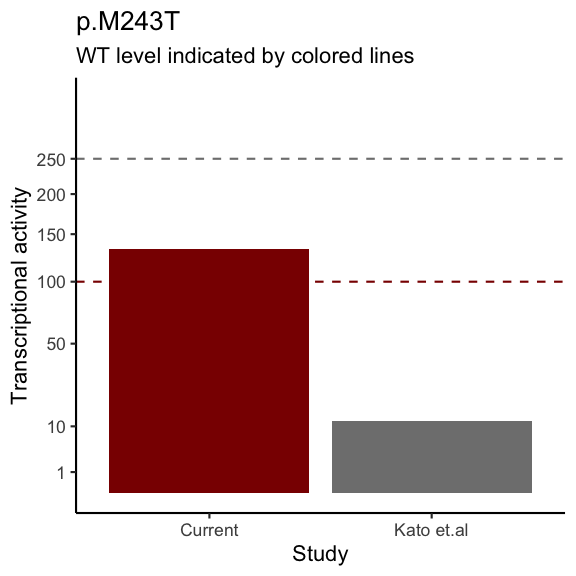 p.M243T
WT level indicated by colored lines
Transcriptional activity
250
200
150
100
50
10
1
Current
Kato et.al
Study